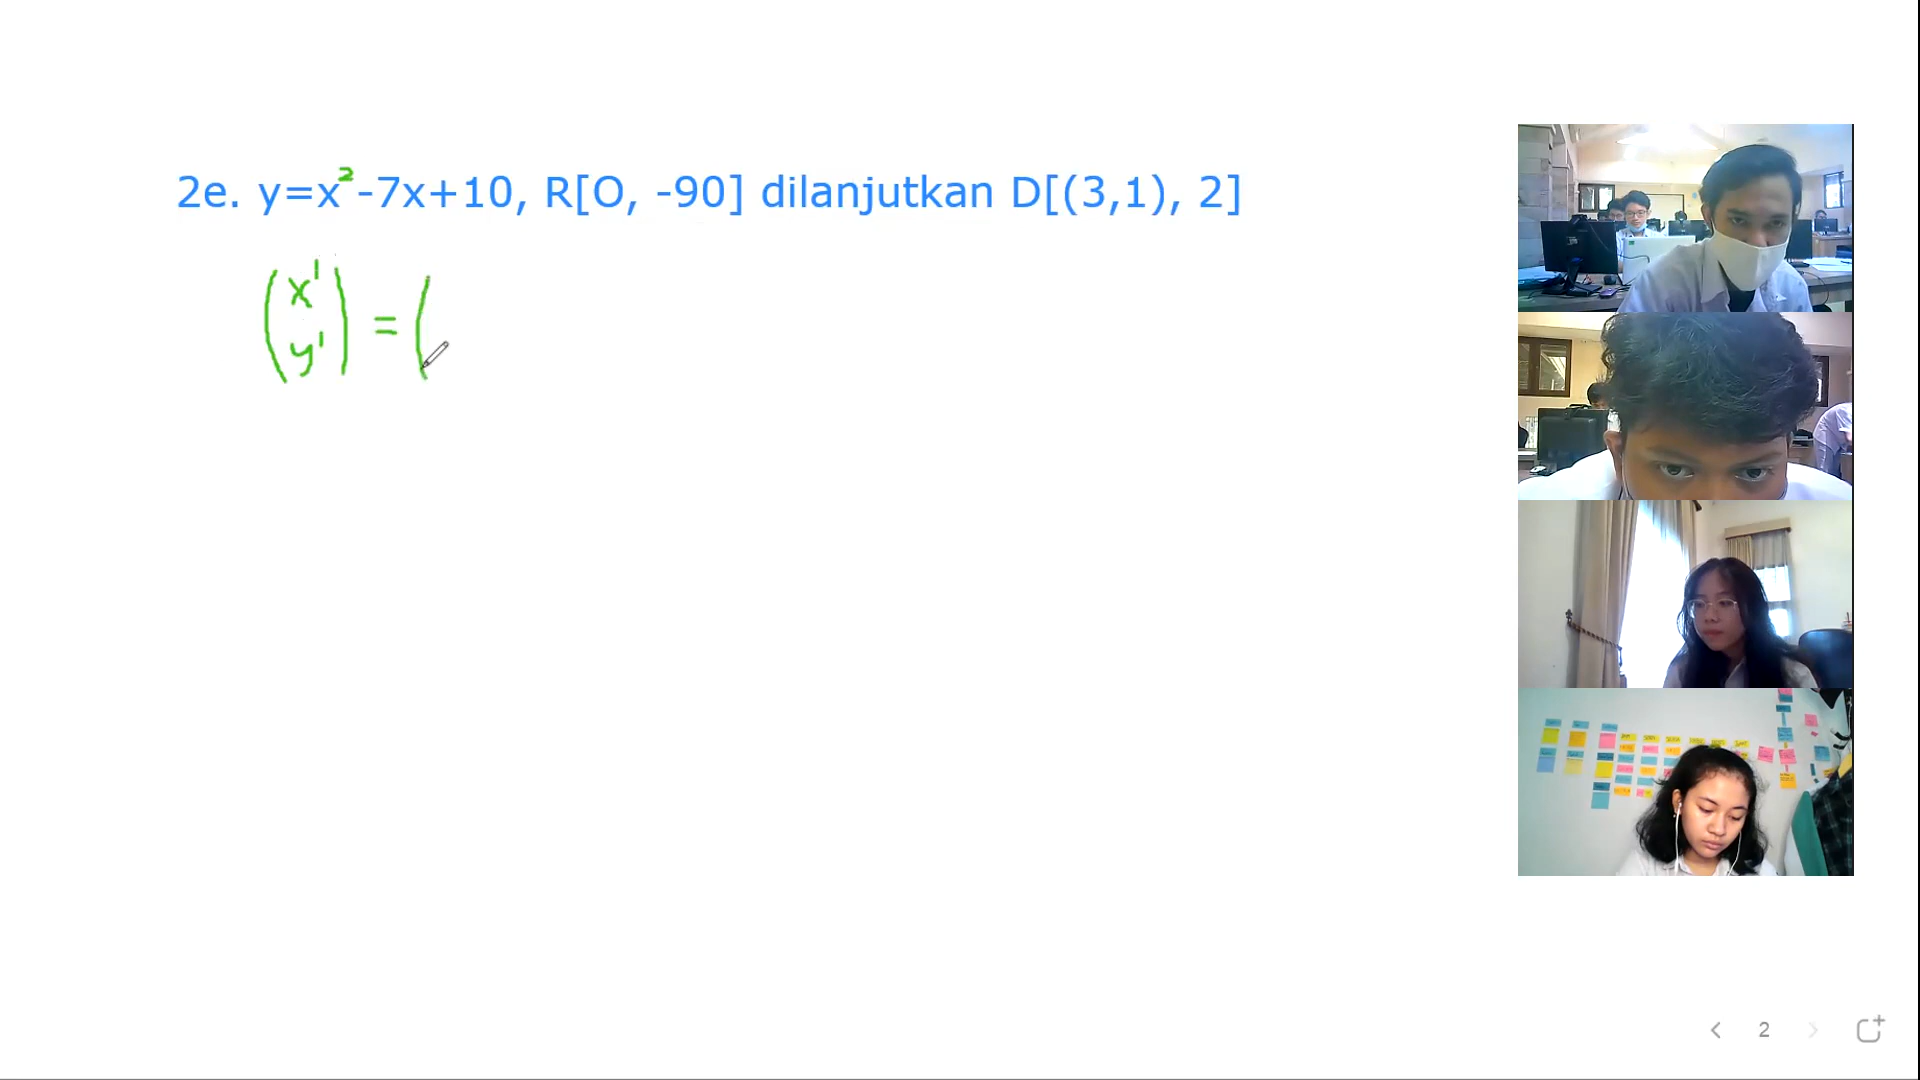 2e. y=x²-7x+10, R[O, -90] dilanjutkan D[(3,1), 2]
(x'
y') = (
2